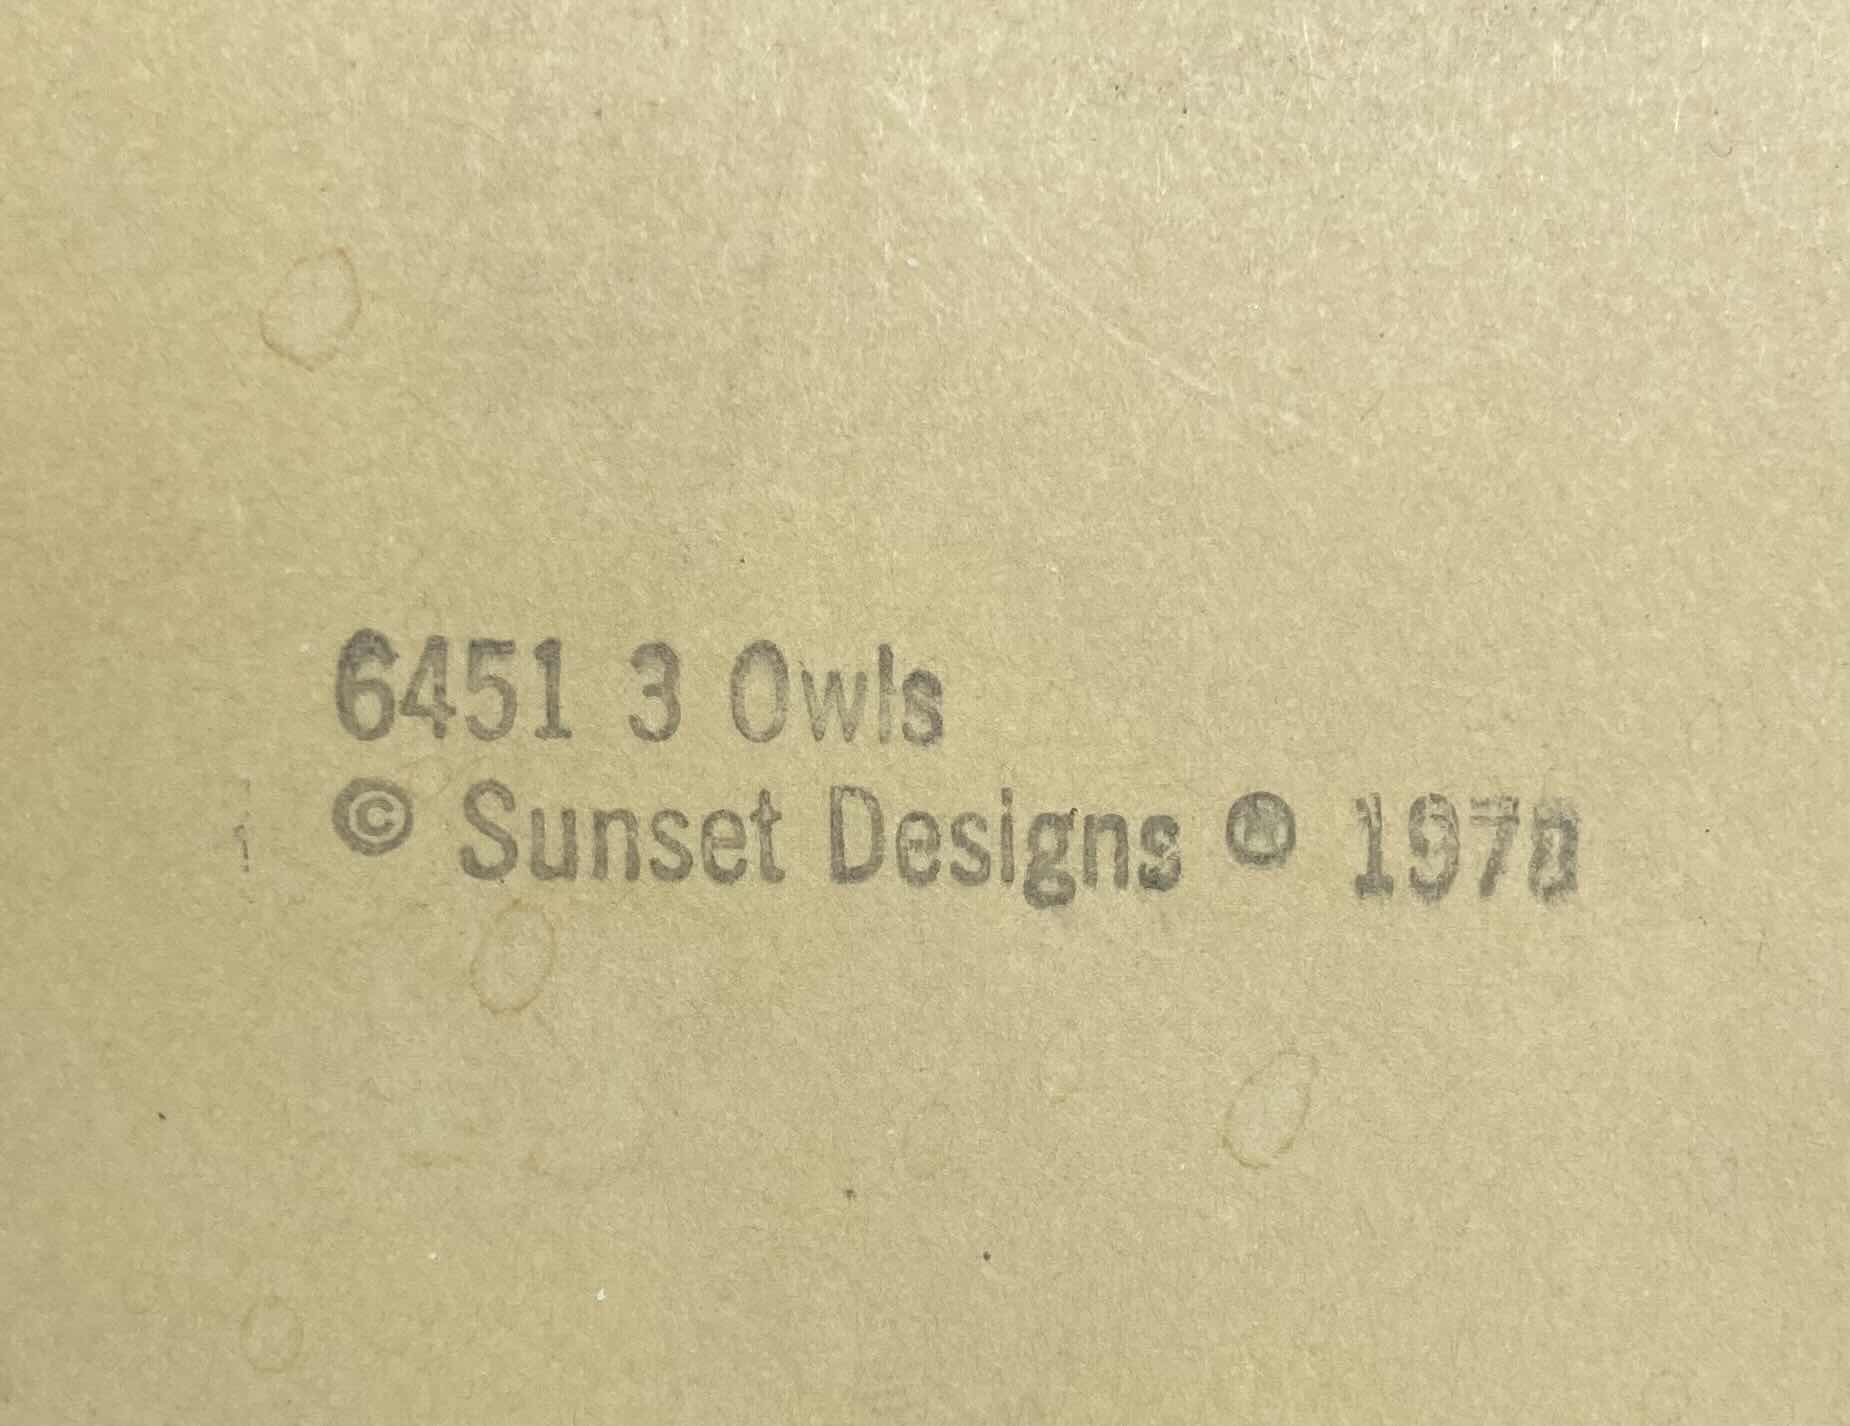 6451 3 Owls
© Sunset Designs